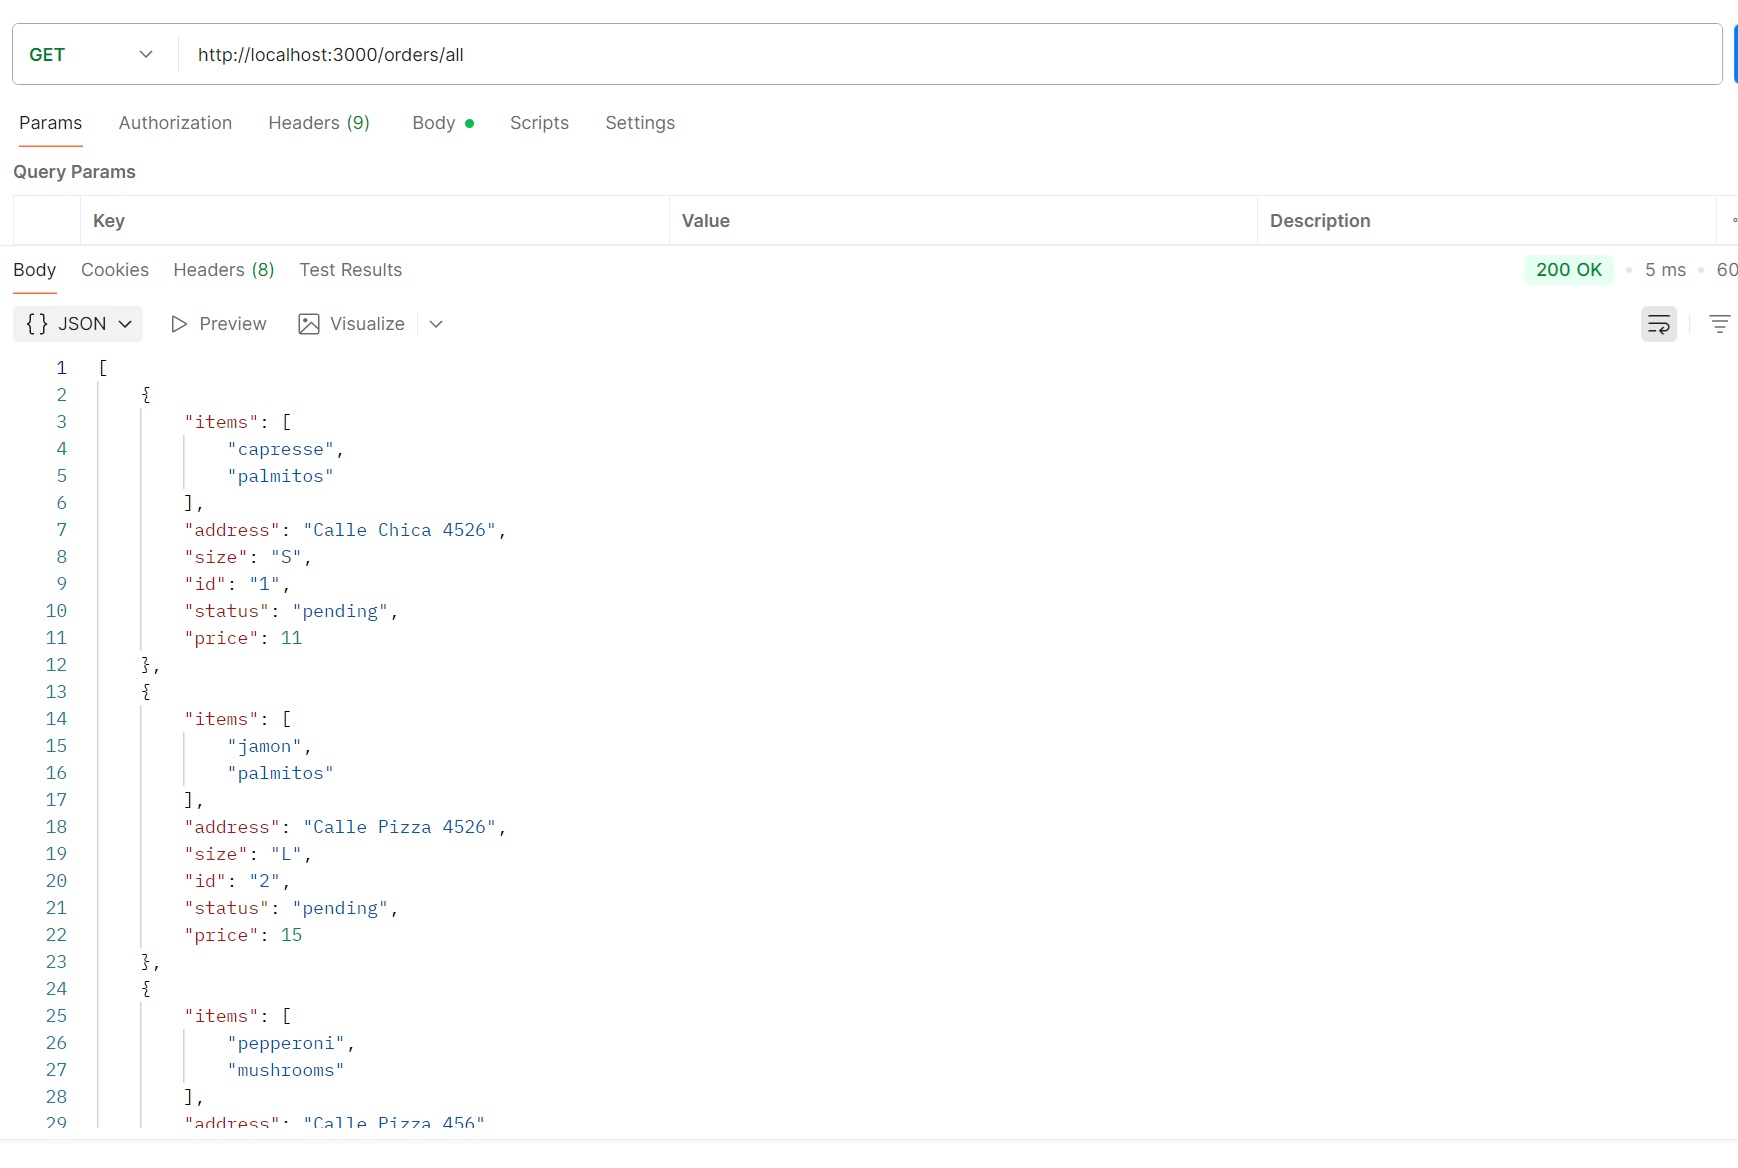 GET http://localhost:3000/orders/all
Params Authorization Headers (9) Body Scripts Settings
Query Params
Key Value Description
Body Cookies Headers (8) Test Results 200 OK 5 ms 60
{} JSON Preview Visualize
1 [
2 {
3 "items": [
4 "capresse",
5 "palmitos"
6 ],
7 "address": "Calle Chica 4526",
8 "size": "S",
9 "id": "1",
10 "status": "pending",
11 "price": 11
12 },
13 {
14 "items": [
15 "jamon",
16 "palmitos"
17 ],
18 "address": "Calle Pizza 4526",
19 "size": "L",
20 "id": "2",
21 "status": "pending",
22 "price": 15
23 },
24 {
25 "items": [
26 "pepperoni",
27 "mushrooms"
28 ],
29 "address": "Calle Pizza 456"